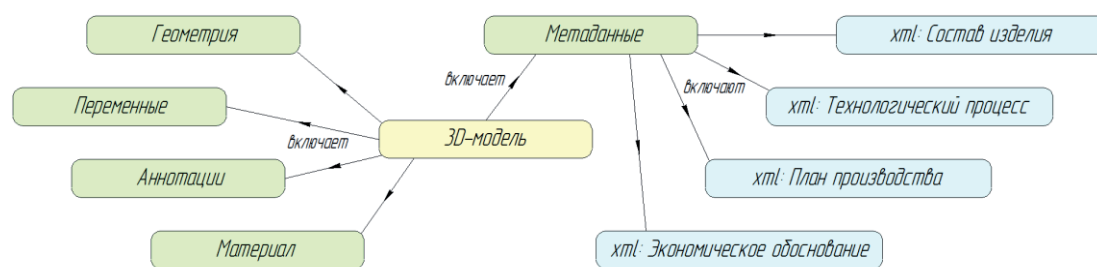 Геометрия
Метаданные
xml: Состав изделия
включает
включают
Переменные
xml: Технологический процесс
включает
3D-модель
Аннотации
xml: План производства
Материал
xml: Экономическое обоснование